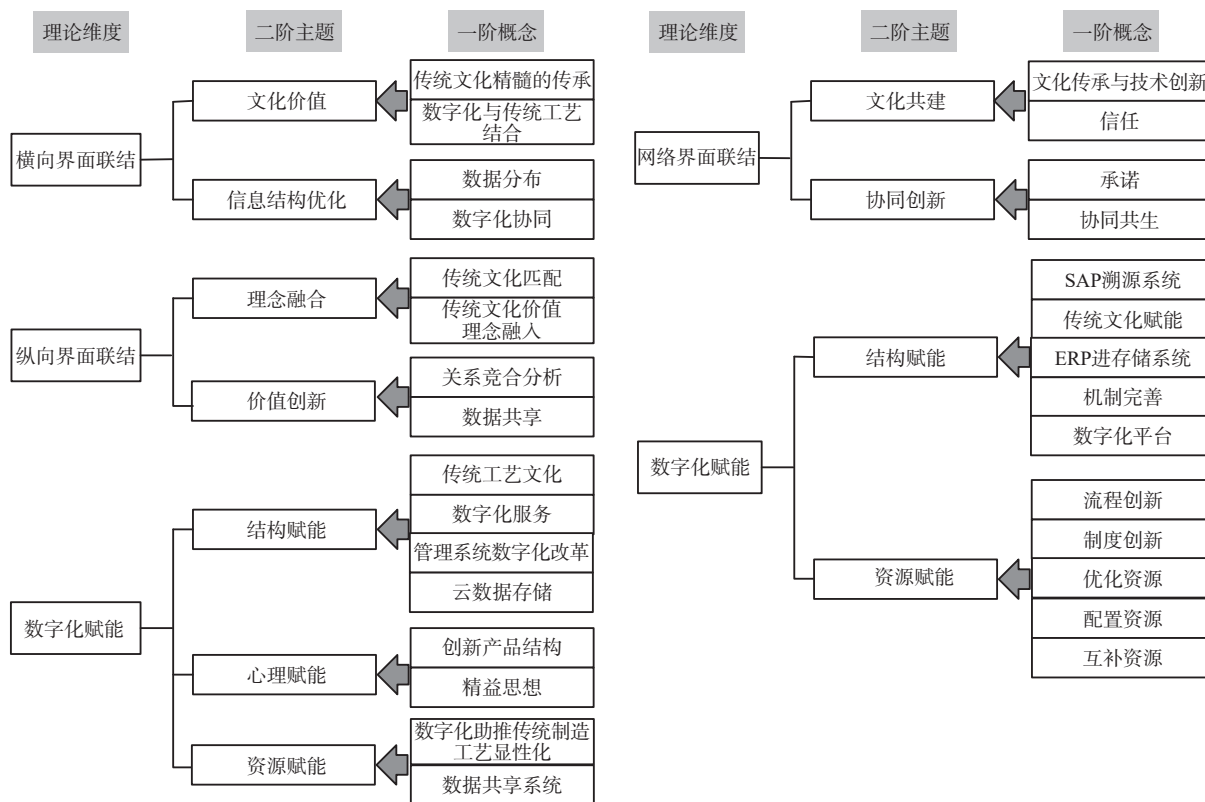 理论维度
二阶主题
一阶概念
横向界面联结
文化价值
传统文化精髓的传承
数字化与传统工艺
结合
信息结构优化
数据分布
数字化协同
纵向界面联结
理念融合
传统文化匹配
传统文化价值
理念融入
价值创新
关系竞合分析
数据共享
数字化赋能
结构赋能
传统工艺文化
数字化服务
管理系统数字化改革
云数据存储
心理赋能
创新产品结构
精益思想
资源赋能
数字化助推传统制造
工艺显性化
数据共享系统
理论维度
二阶主题
一阶概念
网络界面联结
文化共建
文化传承与技术创新
信任
协同创新
承诺
协同共生
数字化赋能
结构赋能
SAP溯源系统
传统文化赋能
ERP进存储系统
机制完善
数字化平台
资源赋能
流程创新
制度创新
优化资源
配置资源
互补资源